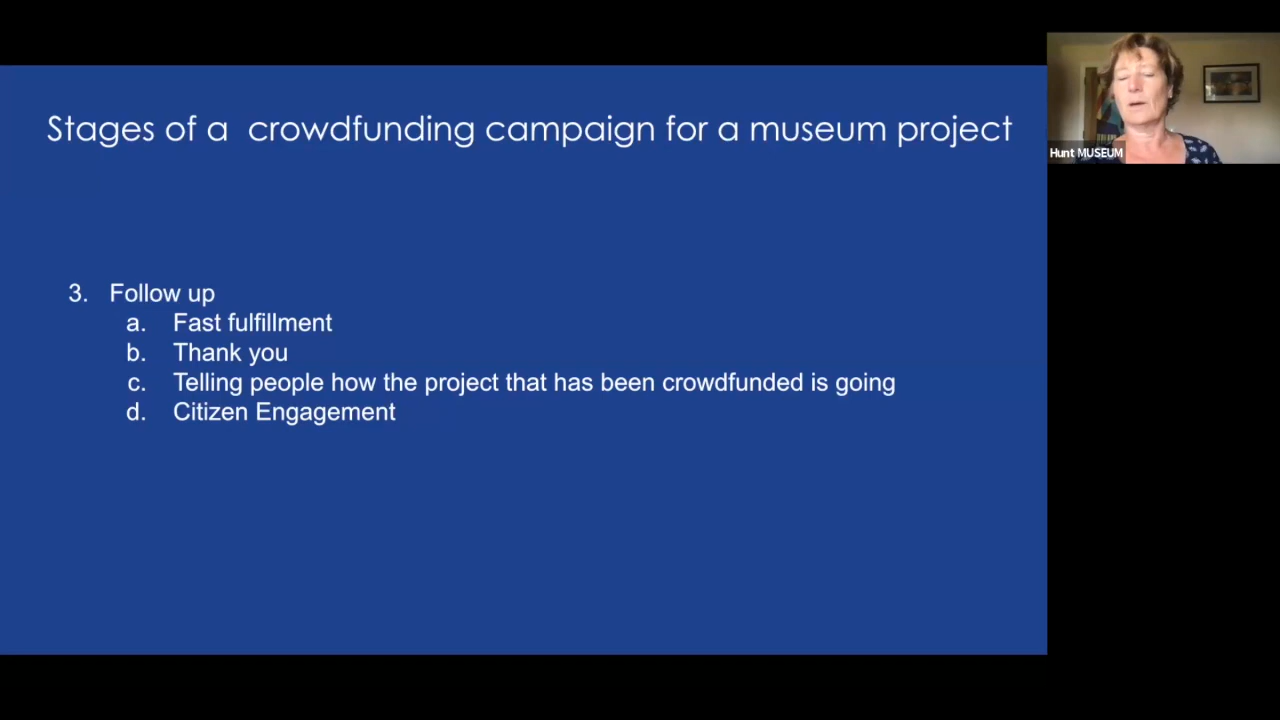 Stages of a  crowdfunding campaign for a museum project
Hunt MUSEUM
3. Follow up
a. Fast fulfillment
b. Thank you
c. Telling people how the project that has been crowdfunded is going
d. Citizen Engagement